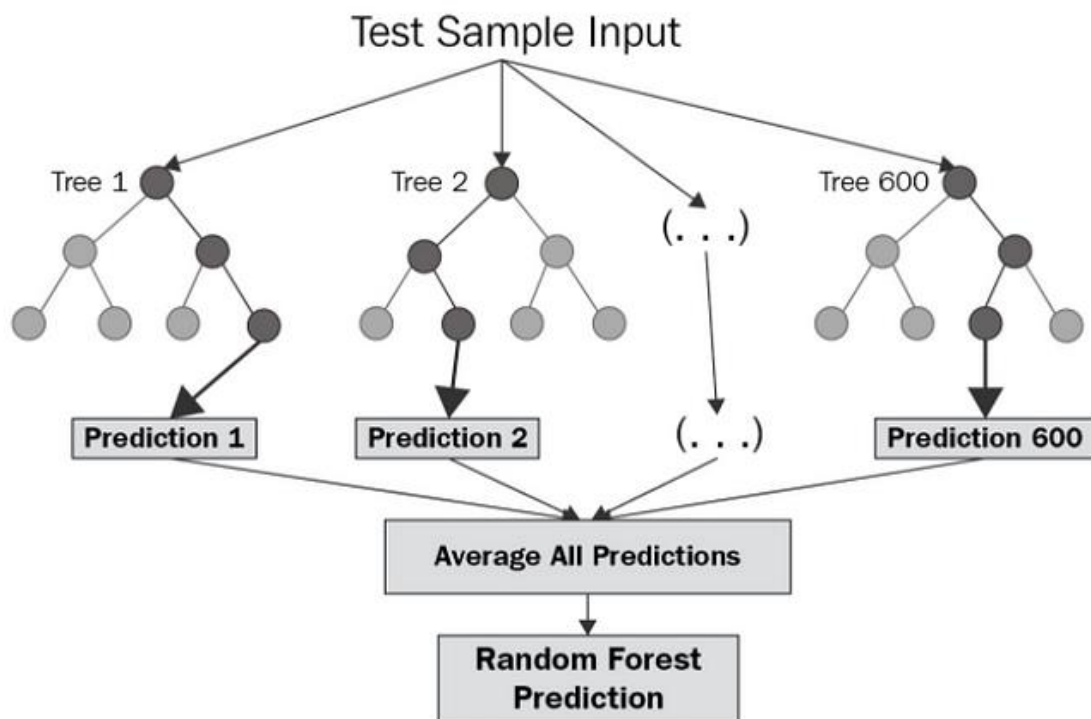 Test Sample Input
Tree 1
Tree 2
Tree 600
(. . .)
Prediction 1
Prediction 2
(. . .)
Prediction 600
Average All Predictions
Random Forest
Prediction